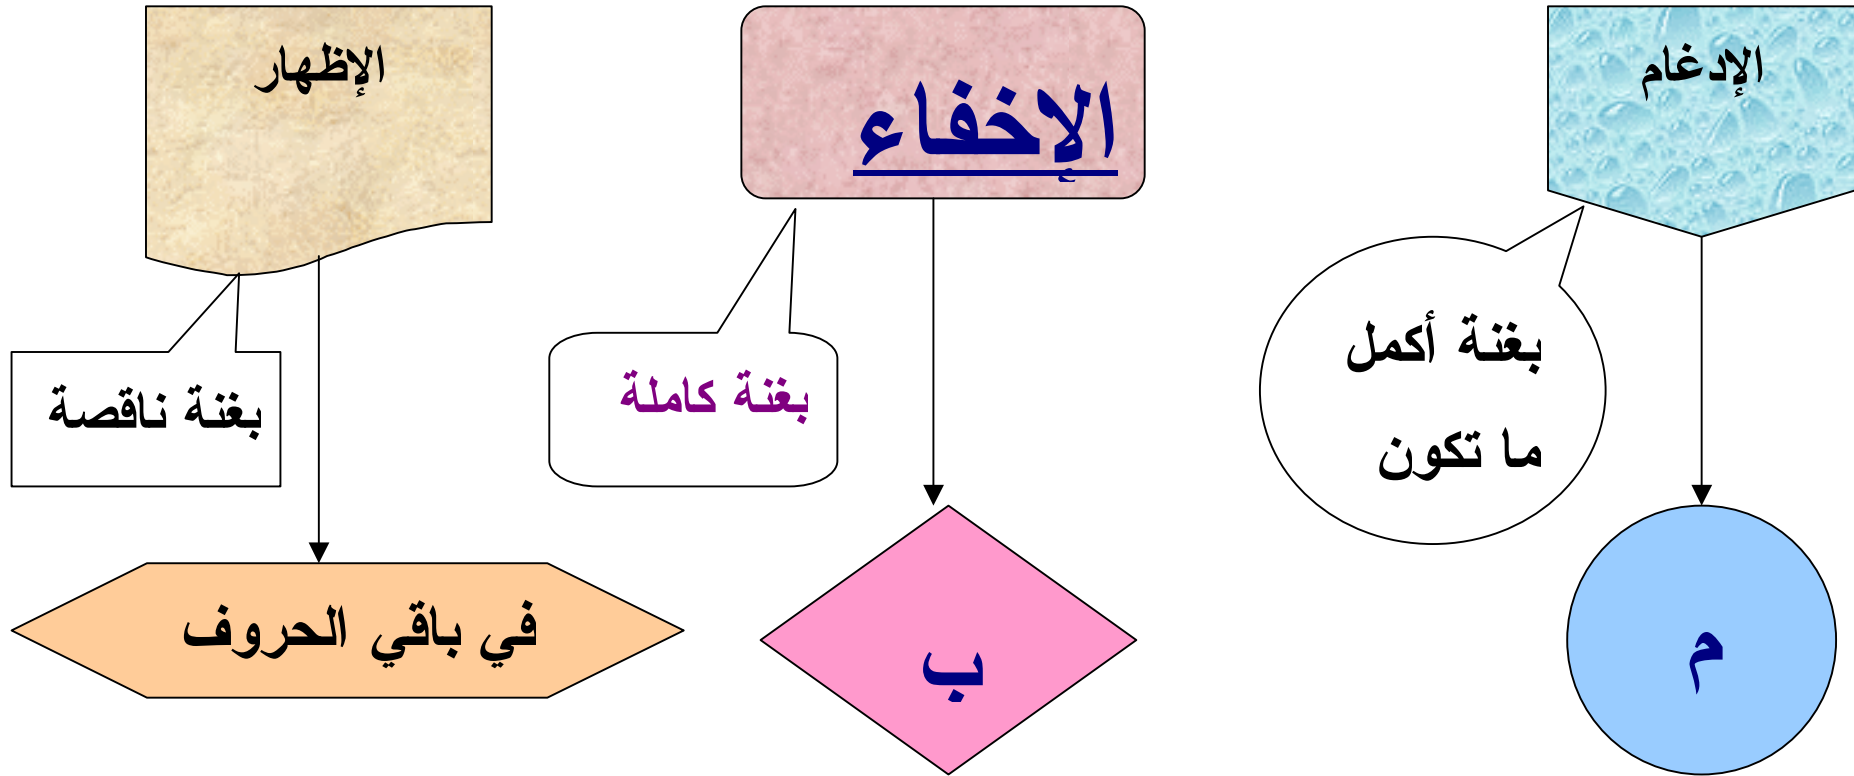 الإدغام
الإخفاء
الإظهار
بغنة أكمل
ما تكون
بغنة كاملة
بغنة ناقصة
م
ب
في باقي الحروف